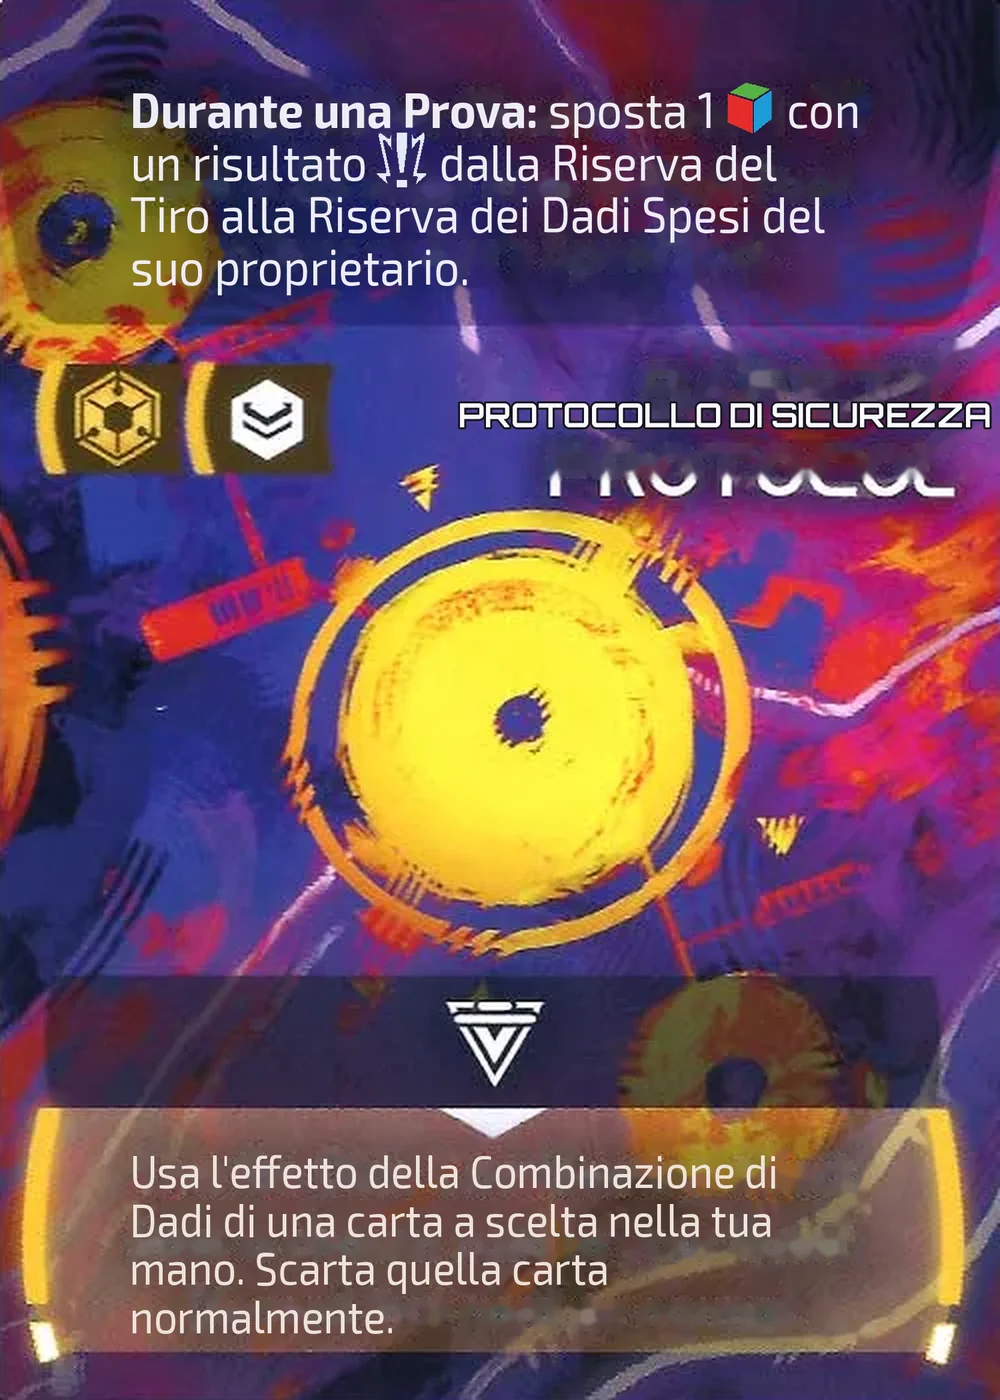 Durante una Prova: sposta 1 con
un risultato dalla Riserva del
Tiro alla Riserva dei Dadi Spesi del
suo proprietario.
PROTOCOLLO DI SICUREZZA
PROTOCOL
Usa l'effetto della Combinazione di
Dadi di una carta a scelta nella tua
mano. Scarta quella carta
normalmente.